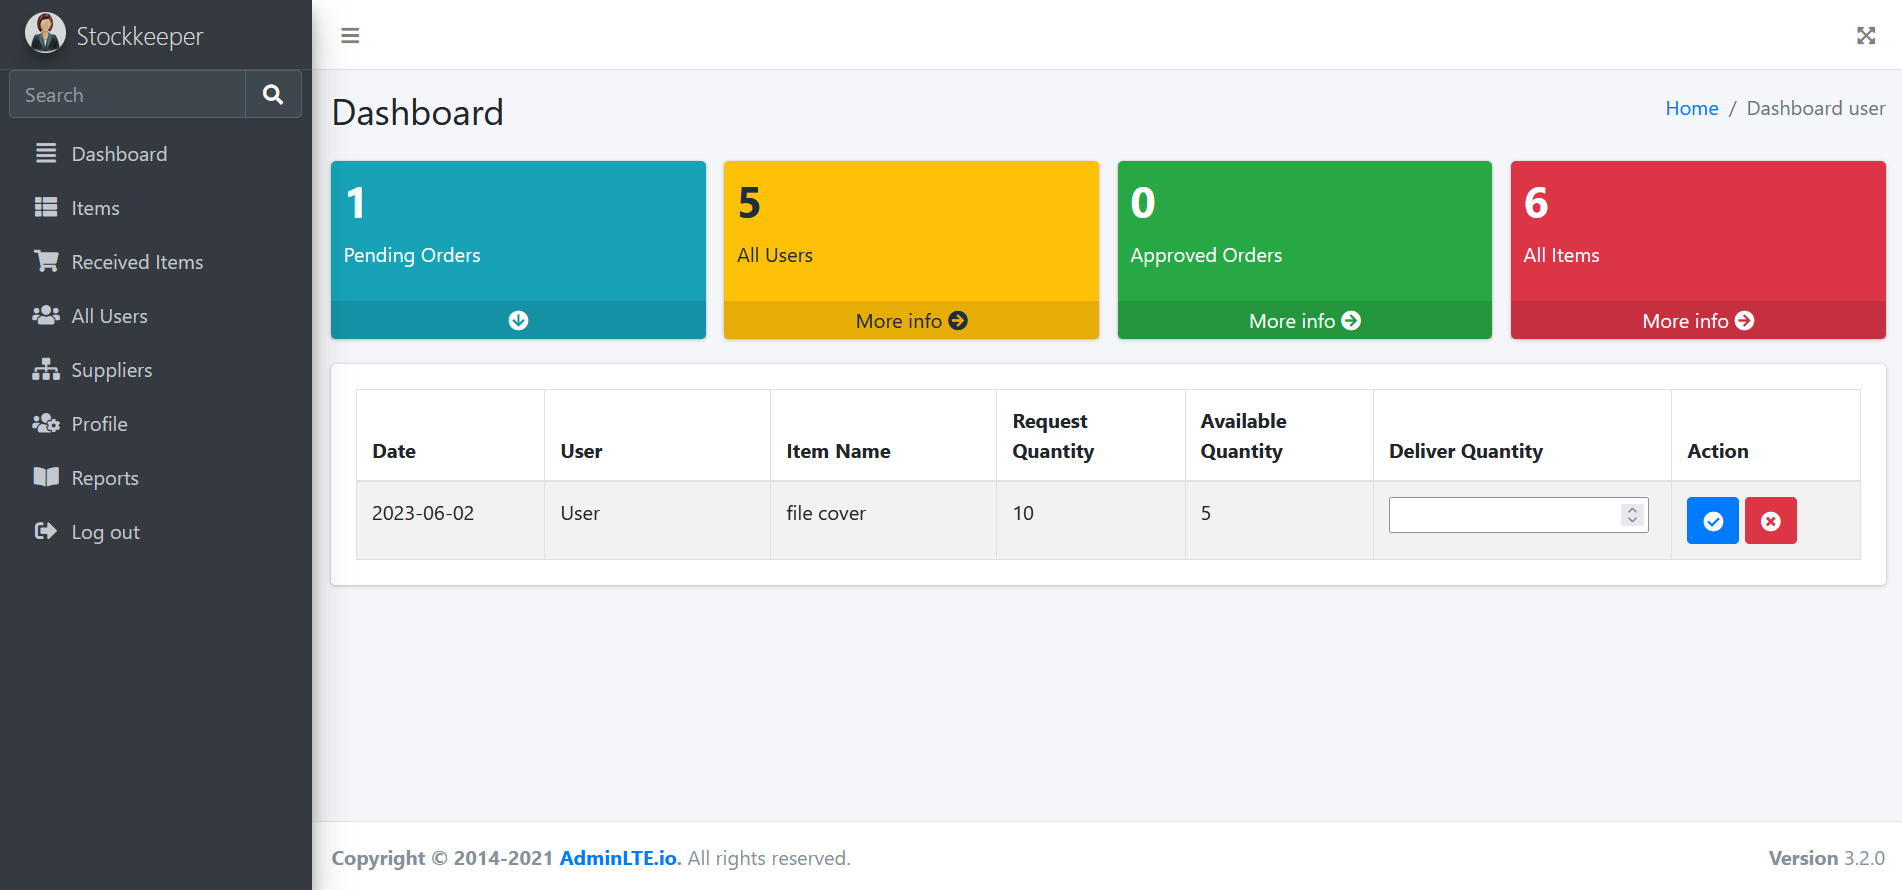 Stockkeeper
Search
Dashboard
Items
Received Items
All Users
Suppliers
Profile
Reports
Log out
Dashboard
Home / Dashboard user
1
Pending Orders
5
All Users
More info
0
Approved Orders
More info
6
All Items
More info
Date User Item Name Request Quantity Available Quantity Deliver Quantity Action
2023-06-02 User file cover 10 5
Copyright © 2014-2021 AdminLTE.io. All rights reserved.
Version 3.2.0